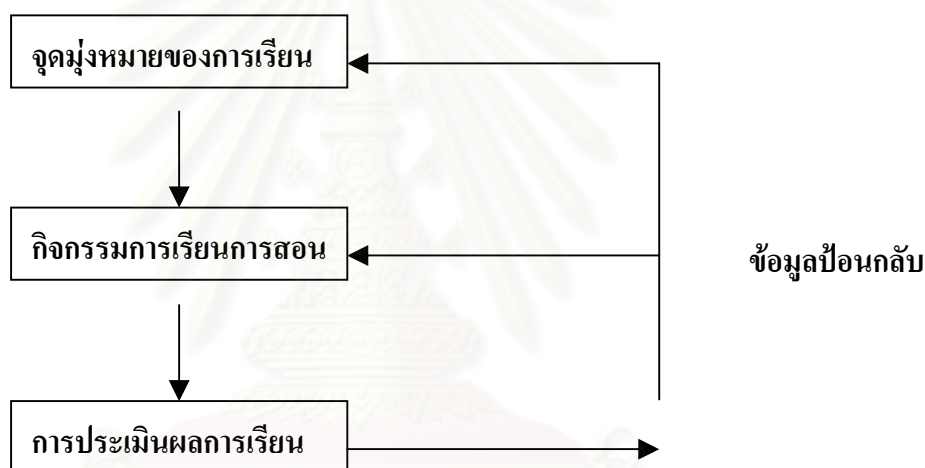 จุดมุ่งหมายของการเรียน
กิจกรรมการเรียนการสอน
ข้อมูลป้อนกลับ
การประเมินผลการเรียน